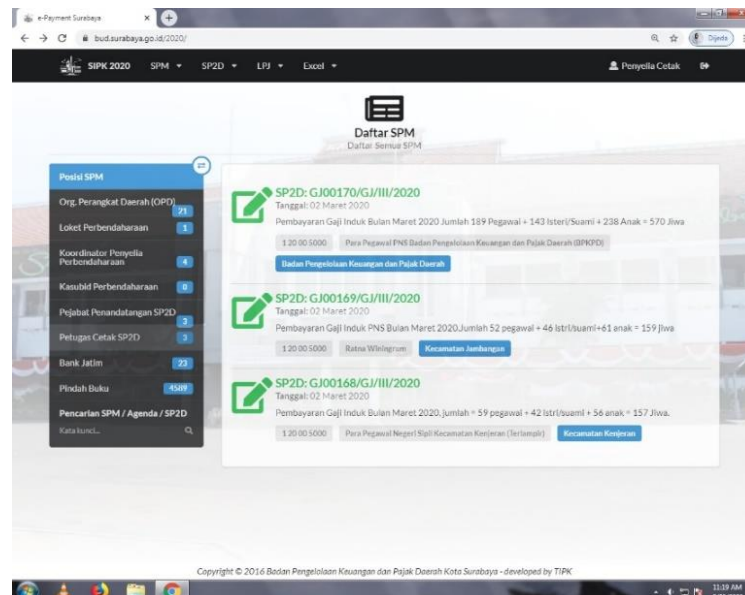 e-Payment Surabaya
bud.surabaya.go.id/2020/
Dijeda
SIPK 2020 SPM SP2D LPJ Excel Penyelia Cetak
Daftar SPM
Daftar Semua SPM
Posisi SPM
Org. Perangkat Daerah (OPD) 21
Loket Perbendaharaan 1
Koordinator Penyelia
Perbendaharaan 4
Kasubid Perbendaharaan 0
Pejabat Penandatangan SP2D 3
Petugas Cetak SP2D 3
Bank Jatim 23
Pindah Buku 4589
Pencarian SPM / Agenda / SP2D
Kata kunci...
SP2D: GJ00170/GJ/III/2020
Tanggal: 02 Maret 2020
Pembayaran Gaji Induk Bulan Maret 2020 Jumlah 189 Pegawai + 143 Isteri/Suami + 238 Anak = 570 Jiwa
1 20 00 5000 Para Pegawai PNS Badan Pengelolaan Keuangan dan Pajak Daerah (BPKPD)
Badan Pengelolaan Keuangan dan Pajak Daerah
SP2D: GJ00169/GJ/III/2020
Tanggal: 02 Maret 2020
Pembayaran Gaji Induk PNS Bulan Maret 2020.Jumlah 52 pegawai + 46 istri/suami+61 anak = 159 jiwa
1 20 00 5000 Ratna Winingrum Kecamatan Jambangan
SP2D: GJ00168/GJ/III/2020
Tanggal: 02 Maret 2020
Pembayaran Gaji Induk Bulan Maret 2020, jumlah = 59 pegawai + 42 istri/suami + 56 anak = 157 Jiwa.
1 20 00 5000 Para Pegawai Negeri Sipil Kecamatan Kenjeran (Terlampir) Kecamatan Kenjeran
Copyright © 2016 Badan Pengelolaan Keuangan dan Pajak Daerah Kota Surabaya - developed by TIPK
11:19 AM